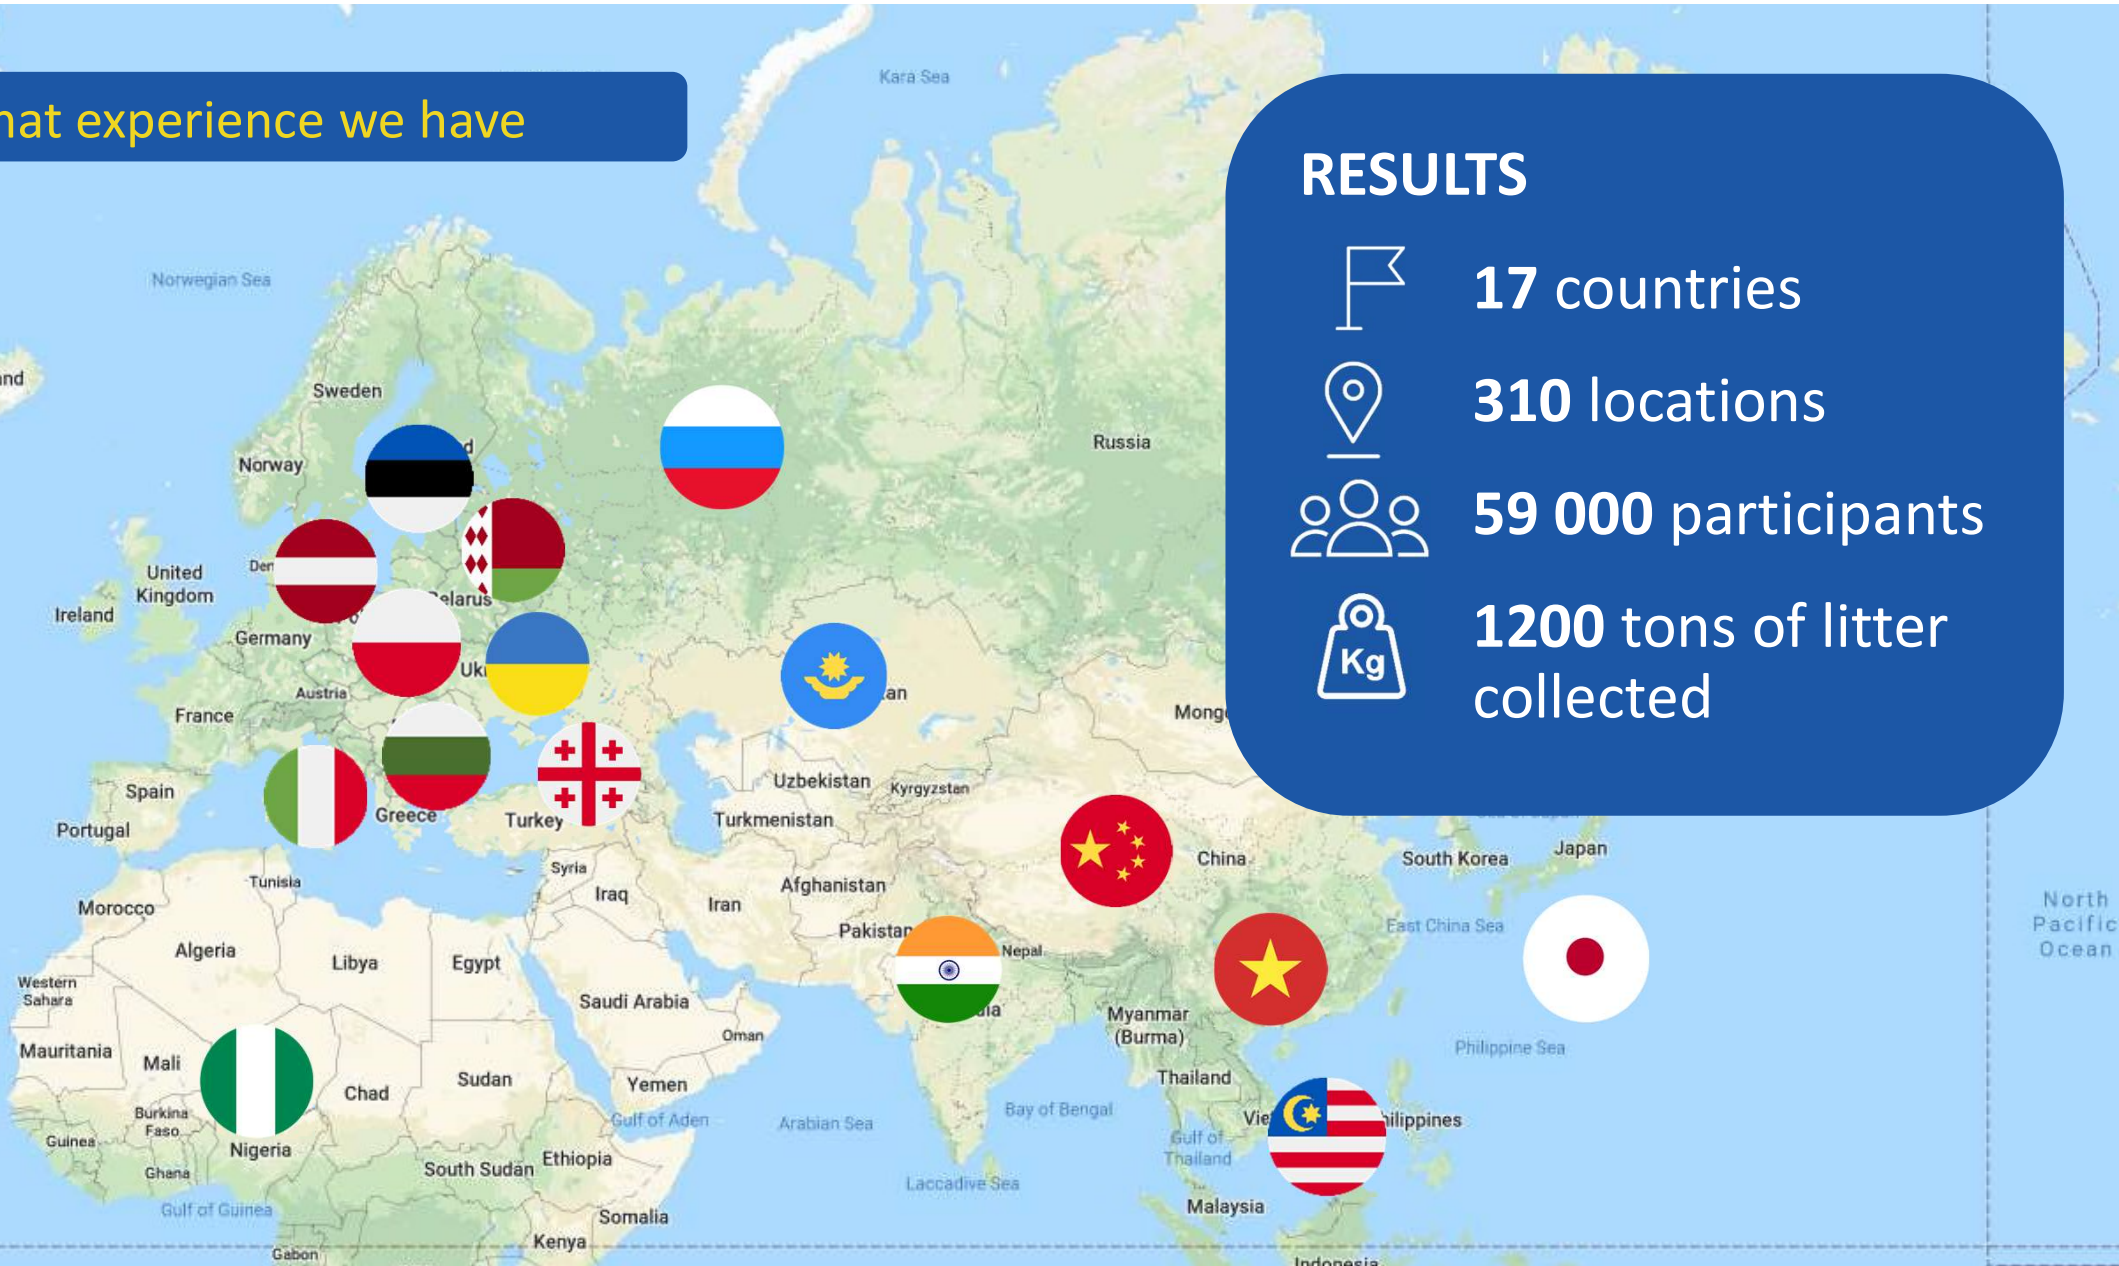 hat experience we have
RESULTS
17 countries
310 locations
59 000 participants
1200 tons of litter
collected
Kg
Kara Sea
Norwegian Sea
Sweden
Norway
Russia
United
Kingdom
Ireland
Germany
Austria
France
Spain
Portugal
Greece
Turkey
Uzbekistan
Kyrgyzstan
Turkmenistan
China
South Korea
Japan
Tunisia
Syria
Morocco
Iraq
Iran
Afghanistan
Algeria
Libya
Egypt
Nepal
East China Sea
North
Pacific
Ocean
Western
Sahara
Saudi Arabia
Myanmar
(Burma)
Oman
Mauritania
Mali
Chad
Sudan
Yemen
Thailand
Philippine Sea
Burkina
Faso
Gulf of Aden
Arabian Sea
Bay of Bengal
Guinea
Nigeria
Ghana
South Sudan
Ethiopia
Gulf of
Thailand
Laccadive Sea
Gulf of Guinea
Somalia
Malaysia
Kenya
Gabon